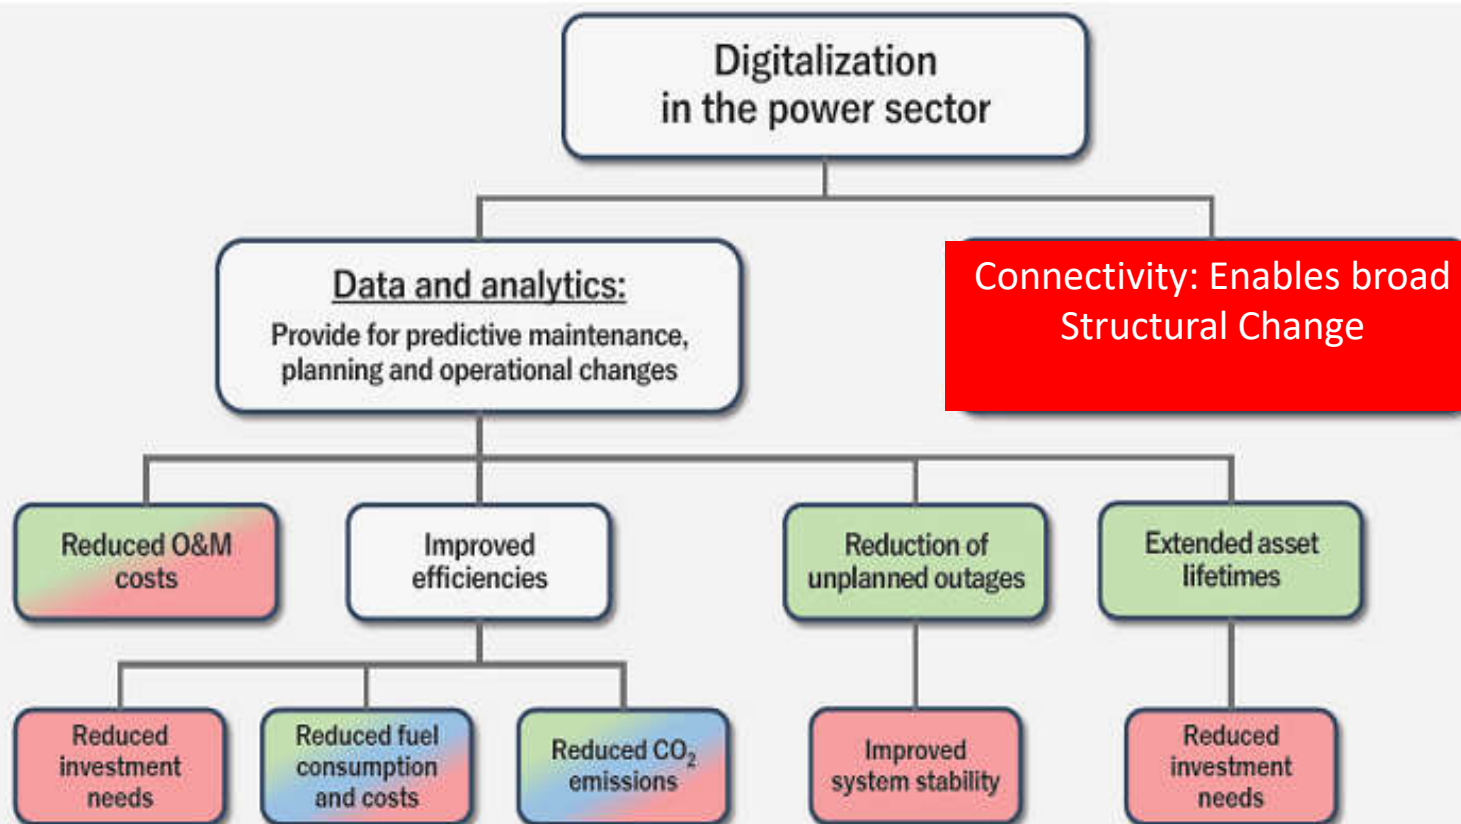 Digitalization
in the power sector
Data and analytics:
Provide for predictive maintenance,
planning and operational changes
Connectivity: Enables broad
Structural Change
Reduced O&M
costs
Improved
efficiencies
Reduction of
unplanned outages
Extended asset
lifetimes
Reduced
investment
needs
Reduced fuel
consumption
and costs
Reduced CO₂
emissions
Improved
system stability
Reduced
investment
needs